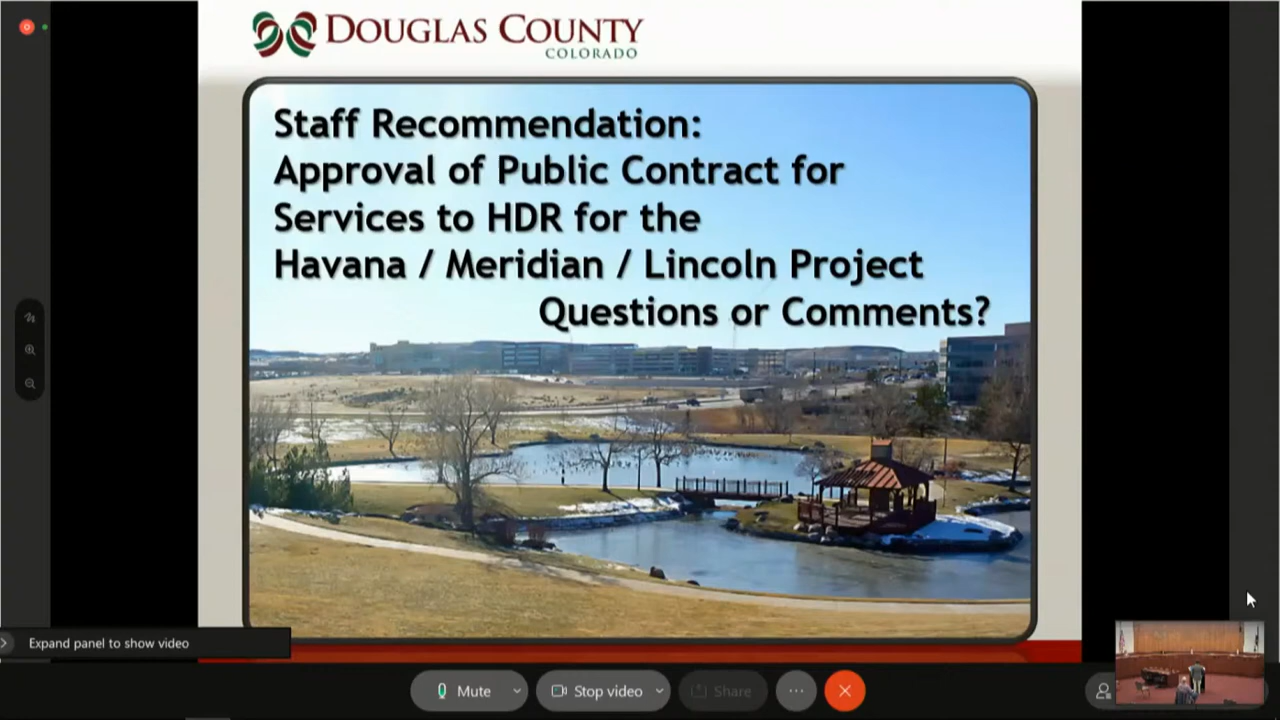 DOUGLAS COUNTY
COLORADO
Staff Recommendation:
Approval of Public Contract for
Services to HDR for the
Havana / Meridian / Lincoln Project
Questions or Comments?
Expand panel to show video
Mute
Stop video
Share